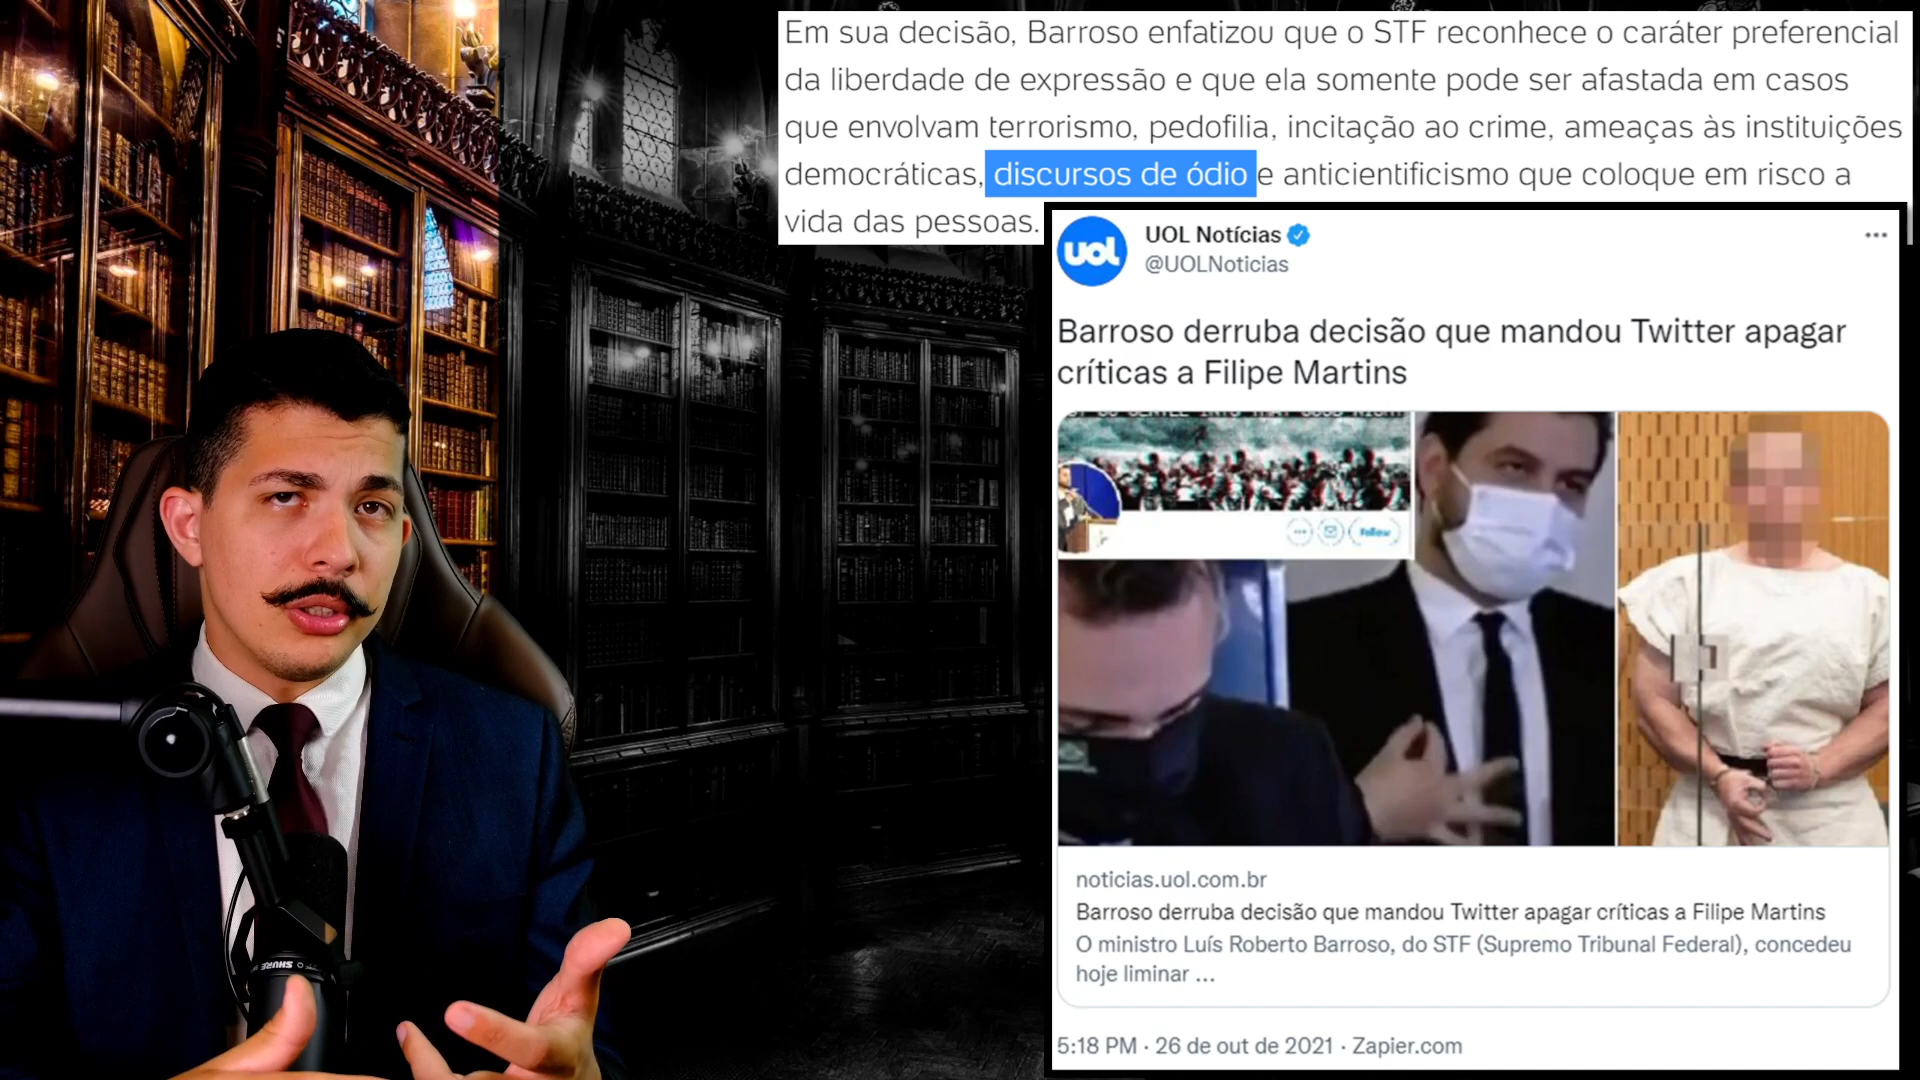 Em sua decisão, Barroso enfatizou que o STF reconhece o caráter preferencial
da liberdade de expressão e que ela somente pode ser afastada em casos
que envolvam terrorismo, pedofilia, incitação ao crime, ameaças às instituições
democráticas, discursos de ódio e anticientificismo que coloque em risco a
vida das pessoas.
uol
UOL Notícias
@UOLNoticias
Barroso derruba decisão que mandou Twitter apagar
críticas a Filipe Martins
Follow
noticias.uol.com.br
Barroso derruba decisão que mandou Twitter apagar críticas a Filipe Martins
O ministro Luís Roberto Barroso, do STF (Supremo Tribunal Federal), concedeu
hoje liminar ...
5:18 PM · 26 de out de 2021 · Zapier.com
SHURE